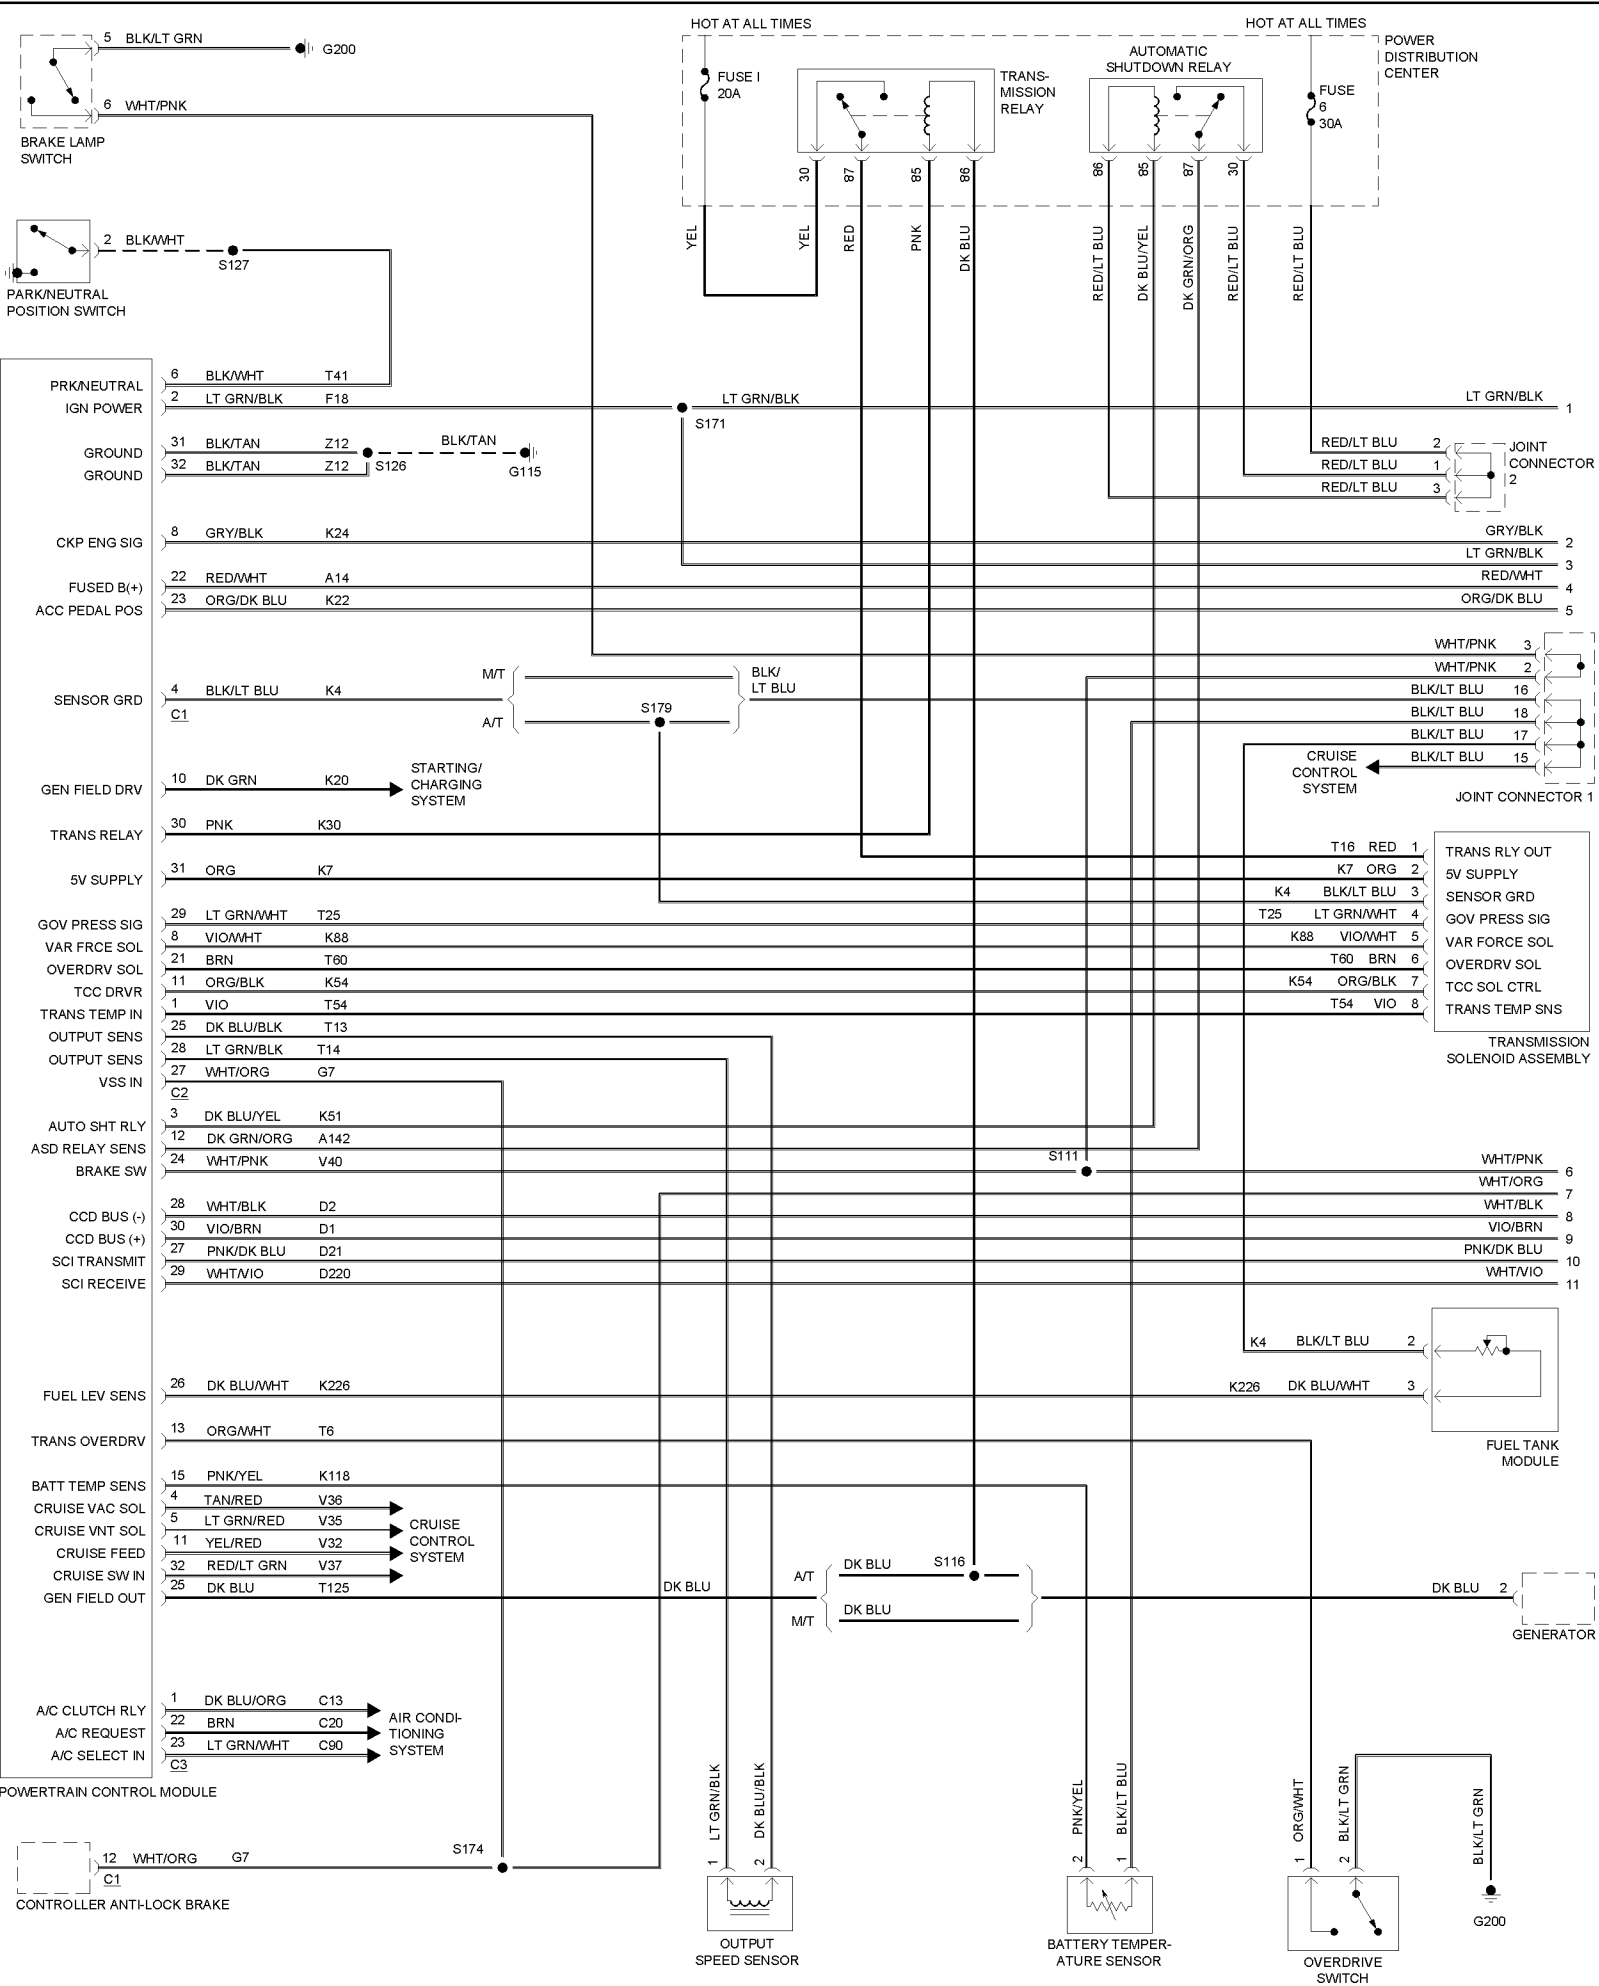 HOT AT ALL TIMES
HOT AT ALL TIMES
5 BLK/LT GRN
G200
6 WHT/PNK
BRAKE LAMP
SWITCH
FUSE I
20A
TRANS-
MISSION
RELAY
AUTOMATIC
SHUTDOWN RELAY
FUSE
6
30A
POWER
DISTRIBUTION
CENTER
30
87
85
86
86
85
87
30
YEL
YEL
RED
PNK
DK BLU
RED/LT BLU
DK BLU/YEL
DK GRN/ORG
RED/LT BLU
RED/LT BLU
2 BLK/WHT
S127
PARK/NEUTRAL
POSITION SWITCH
PRK/NEUTRAL 6 BLK/WHT T41
IGN POWER 2 LT GRN/BLK F18
LT GRN/BLK
S171
LT GRN/BLK 1
GROUND 31 BLK/TAN Z12
BLK/TAN
GROUND 32 BLK/TAN Z12
S126
G115
RED/LT BLU 2
RED/LT BLU 1
RED/LT BLU 3
JOINT
CONNECTOR
2
CKP ENG SIG 8 GRY/BLK K24
GRY/BLK 2
LT GRN/BLK 3
FUSED B(+) 22 RED/WHT A14
RED/WHT 4
ACC PEDAL POS 23 ORG/DK BLU K22
ORG/DK BLU 5
SENSOR GRD 4 BLK/LT BLU K4
C1
M/T
A/T
S179
BLK/
LT BLU
WHT/PNK 3
WHT/PNK 2
BLK/LT BLU 16
BLK/LT BLU 18
BLK/LT BLU 17
BLK/LT BLU 15
CRUISE
CONTROL
SYSTEM
JOINT CONNECTOR 1
GEN FIELD DRV 10 DK GRN K20
STARTING/
CHARGING
SYSTEM
TRANS RELAY 30 PNK K30
5V SUPPLY 31 ORG K7
GOV PRESS SIG 29 LT GRN/WHT T25
VAR FRCE SOL 8 VIO/WHT K88
OVERDRV SOL 21 BRN T60
TCC DRVR 11 ORG/BLK K54
TRANS TEMP IN 1 VIO T54
OUTPUT SENS 25 DK BLU/BLK T13
OUTPUT SENS 28 LT GRN/BLK T14
VSS IN 27 WHT/ORG G7
C2
T16 RED 1 TRANS RLY OUT
K7 ORG 2 5V SUPPLY
K4 BLK/LT BLU 3 SENSOR GRD
T25 LT GRN/WHT 4 GOV PRESS SIG
K88 VIO/WHT 5 VAR FORCE SOL
T60 BRN 6 OVERDRV SOL
K54 ORG/BLK 7 TCC SOL CTRL
T54 VIO 8 TRANS TEMP SNS
TRANSMISSION
SOLENOID ASSEMBLY
AUTO SHT RLY 3 DK BLU/YEL K51
ASD RELAY SENS 12 DK GRN/ORG A142
BRAKE SW 24 WHT/PNK V40
S111
WHT/PNK 6
WHT/ORG 7
CCD BUS (-) 28 WHT/BLK D2
WHT/BLK 8
CCD BUS (+) 30 VIO/BRN D1
VIO/BRN 9
SCI TRANSMIT 27 PNK/DK BLU D21
PNK/DK BLU 10
SCI RECEIVE 29 WHT/VIO D220
WHT/VIO 11
K4 BLK/LT BLU 2
FUEL LEV SENS 26 DK BLU/WHT K226
K226 DK BLU/WHT 3
FUEL TANK
MODULE
TRANS OVERDRV 13 ORG/WHT T6
BATT TEMP SENS 15 PNK/YEL K118
CRUISE VAC SOL 4 TAN/RED V36
CRUISE VNT SOL 5 LT GRN/RED V35
CRUISE FEED 11 YEL/RED V32
CRUISE SW IN 32 RED/LT GRN V37
CRUISE
CONTROL
SYSTEM
GEN FIELD OUT 25 DK BLU T125
DK BLU
A/T DK BLU
S116
M/T DK BLU
DK BLU 2
GENERATOR
A/C CLUTCH RLY 1 DK BLU/ORG C13
A/C REQUEST 22 BRN C20
A/C SELECT IN 23 LT GRN/WHT C90
C3
AIR CONDI-
TIONING
SYSTEM
POWERTRAIN CONTROL MODULE
12 WHT/ORG G7
C1
S174
CONTROLLER ANTI-LOCK BRAKE
LT GRN/BLK
DK BLU/BLK
1
2
OUTPUT
SPEED SENSOR
PNK/YEL
BLK/LT BLU
2
1
BATTERY TEMPER-
ATURE SENSOR
ORG/WHT
BLK/LT GRN
1
2
OVERDRIVE
SWITCH
BLK/LT GRN
G200